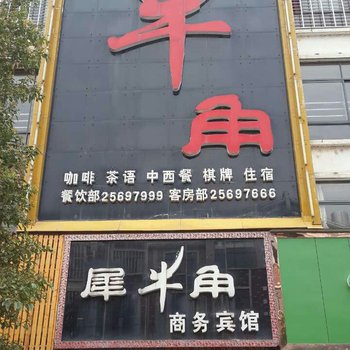 牛
角
咖啡 茶语 中西餐 棋牌 住宿
餐饮部25697999 客房部25697666
犀牛角
商务宾馆